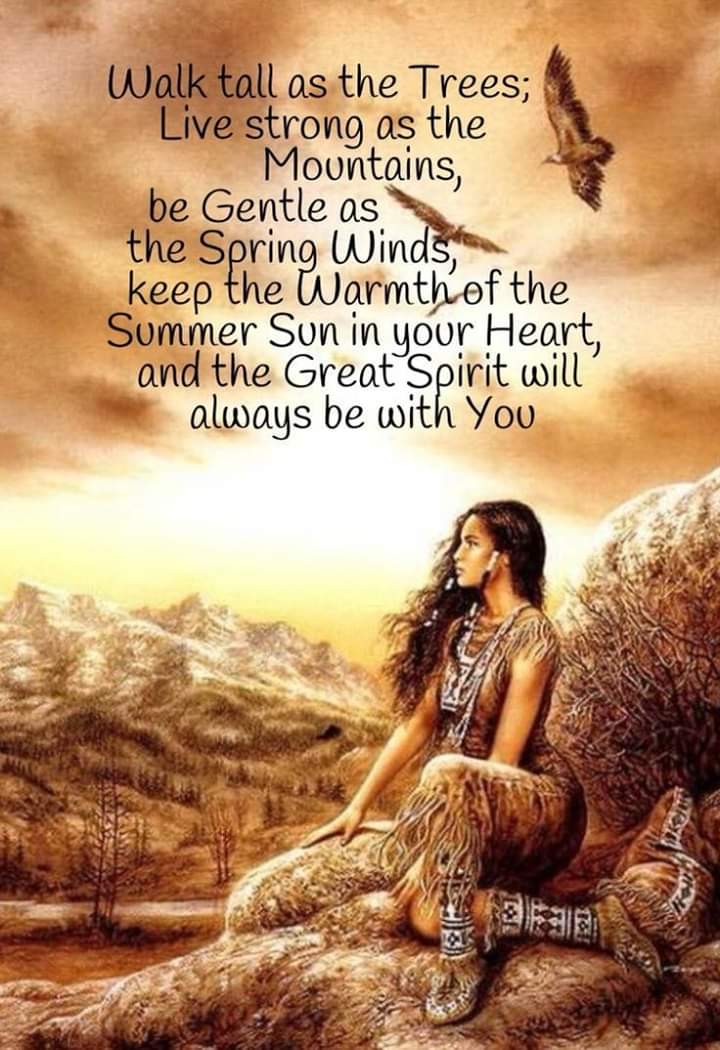 Walk tall as the Trees;
Live strong as the
Mountains,
be Gentle as
the Spring Winds,
keep the Warmth of the
Summer Sun in your Heart,
and the Great Spirit will
always be with You